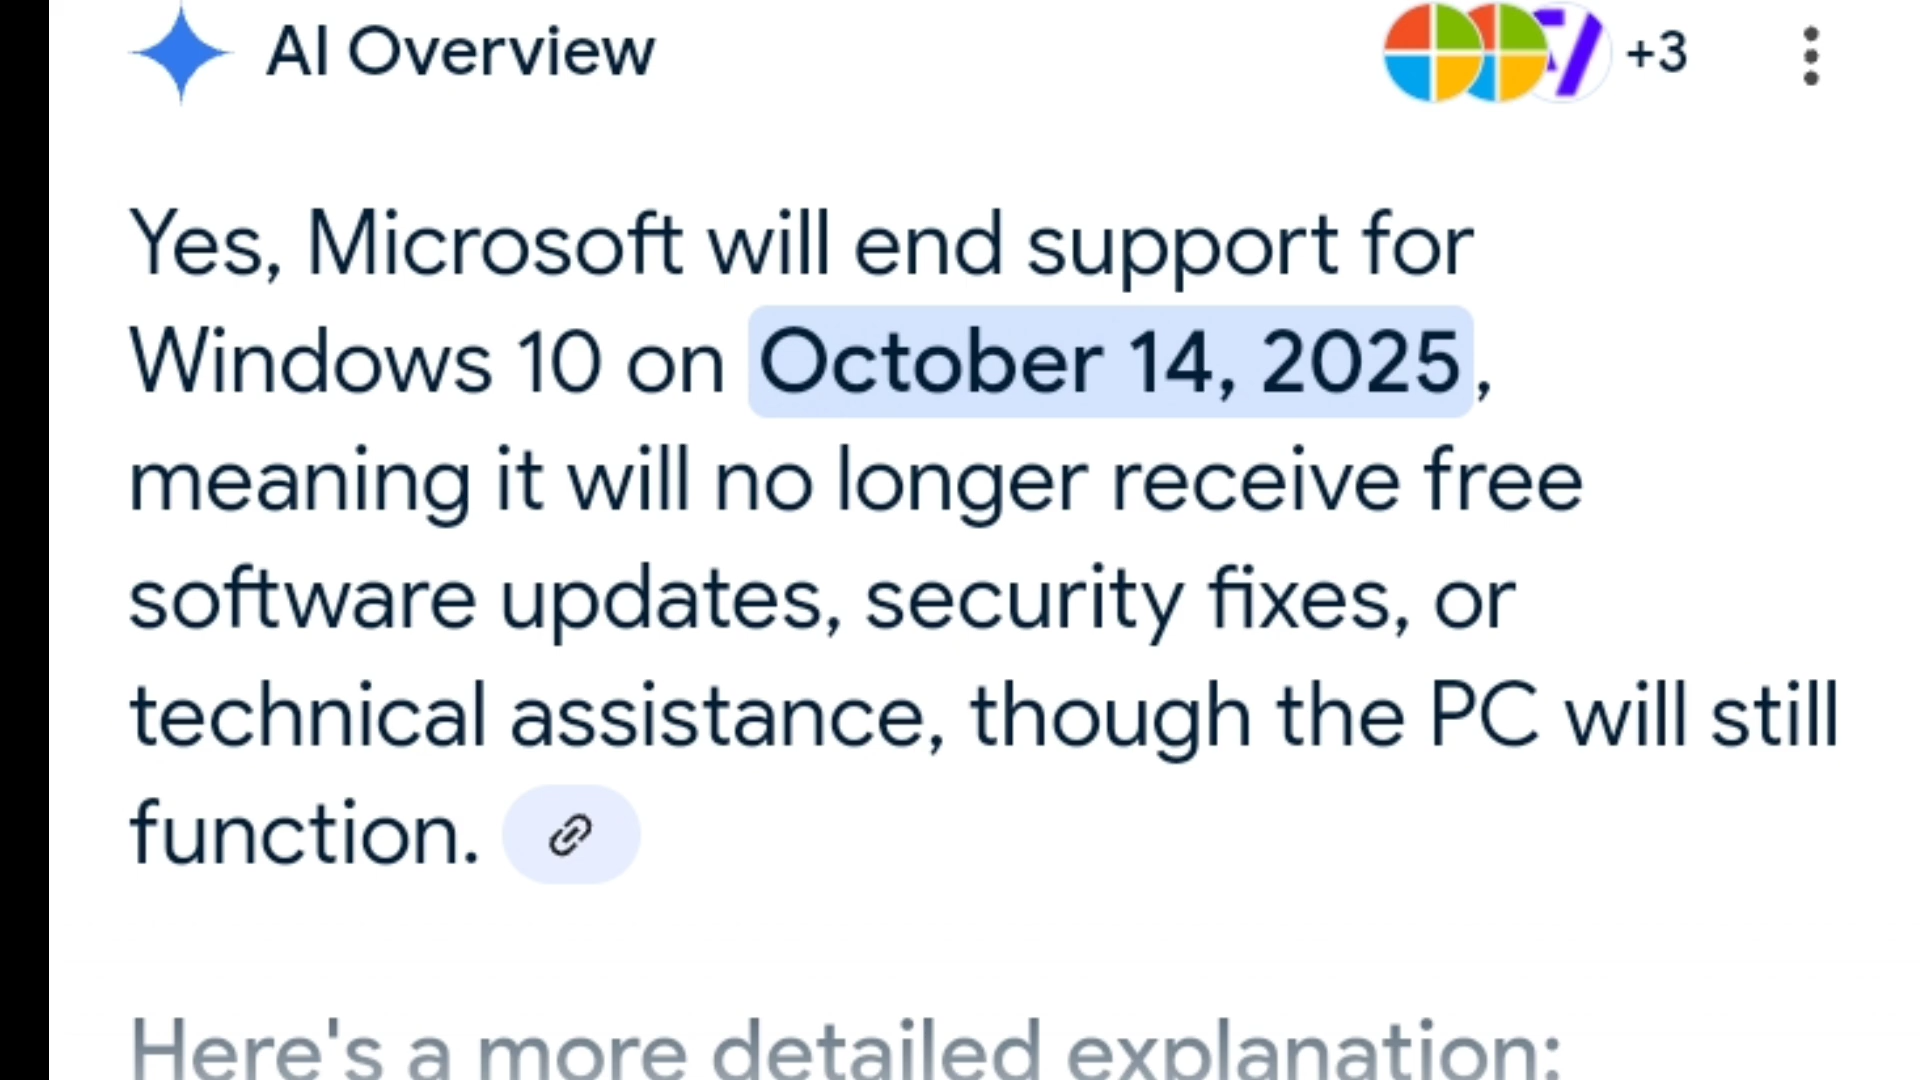 AI Overview
+3
Yes, Microsoft will end support for
Windows 10 on October 14, 2025,
meaning it will no longer receive free
software updates, security fixes, or
technical assistance, though the PC will still
function.
Here's a more detailed explanation: